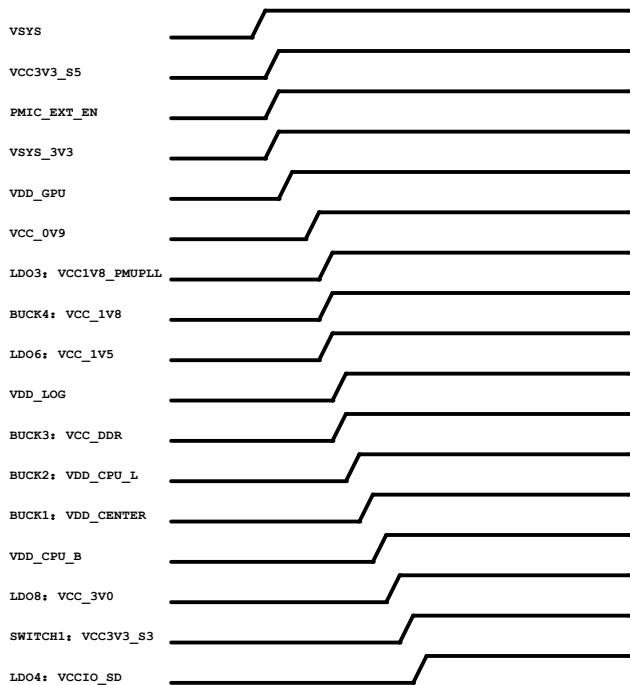 VSYS
VCC3V3_S5
PMIC_EXT_EN
VSYS_3V3
VDD_GPU
VCC_0V9
LDO3: VCC1V8_PMUPLL
BUCK4: VCC_1V8
LDO6: VCC_1V5
VDD_LOG
BUCK3: VCC_DDR
BUCK2: VDD_CPU_L
BUCK1: VDD_CENTER
VDD_CPU_B
LDO8: VCC_3V0
SWITCH1: VCC3V3_S3
LDO4: VCCIO_SD